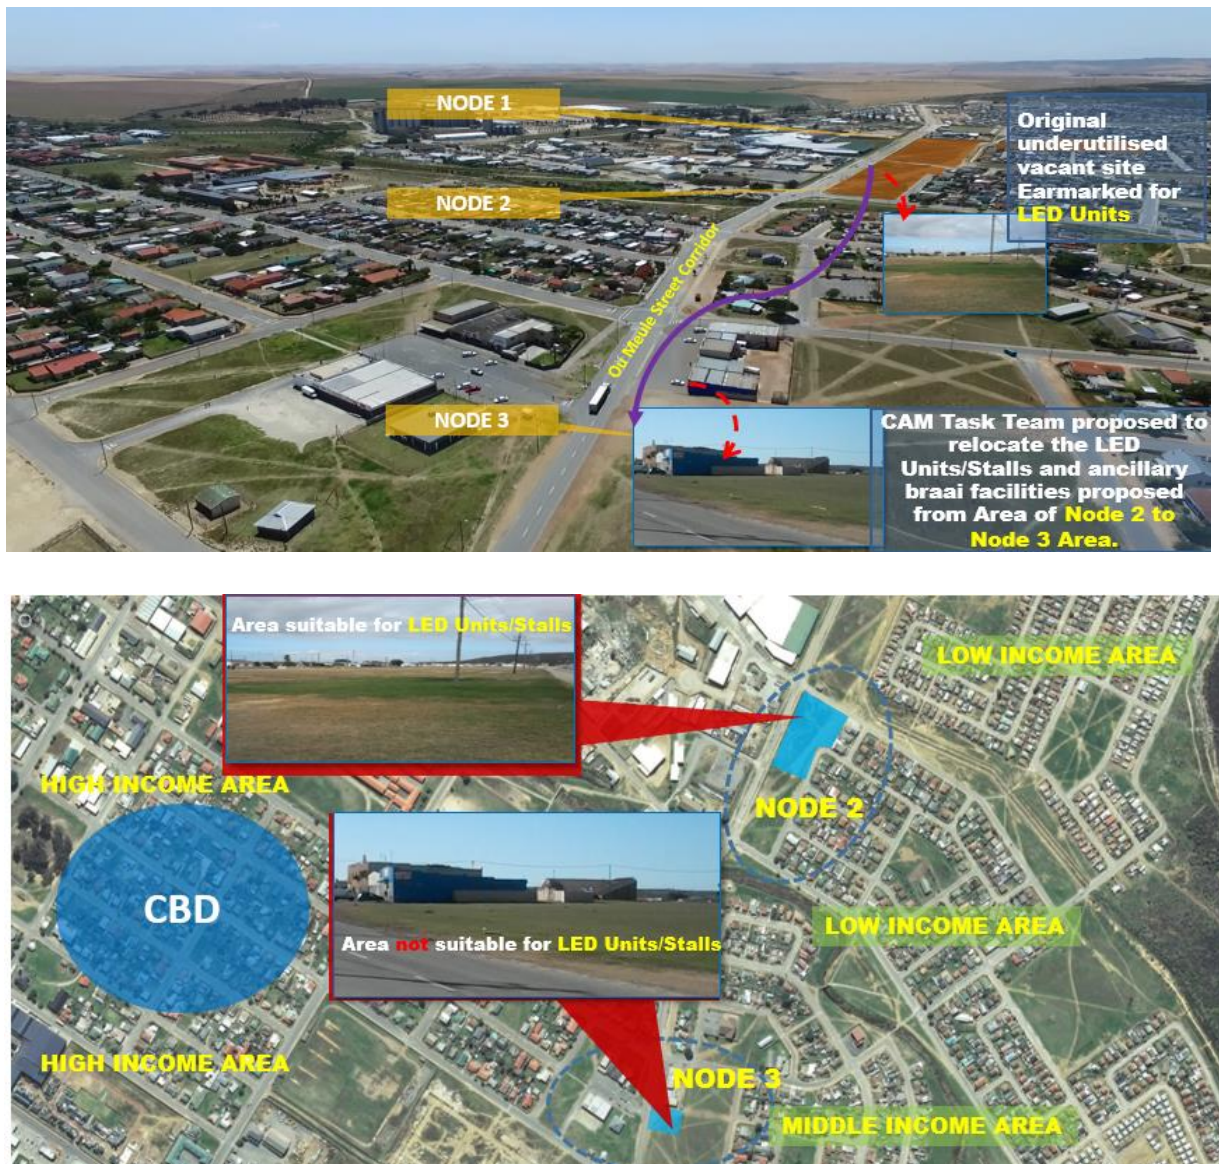 NODE 1
Original
underutilised
vacant site
Earmarked for
LED Units
NODE 2
Ou Meule Street Corridor
NODE 3
CAM Task Team proposed to
relocate the LED
Units/Stalls and ancillary
braai facilities proposed
from Area of Node 2 to
Node 3 Area.
Area suitable for LED Units/Stalls
LOW INCOME AREA
HIGH INCOME AREA
NODE 2
CBD
Area not suitable for LED Units/Stalls
LOW INCOME AREA
HIGH INCOME AREA
NODE 3
MIDDLE INCOME AREA